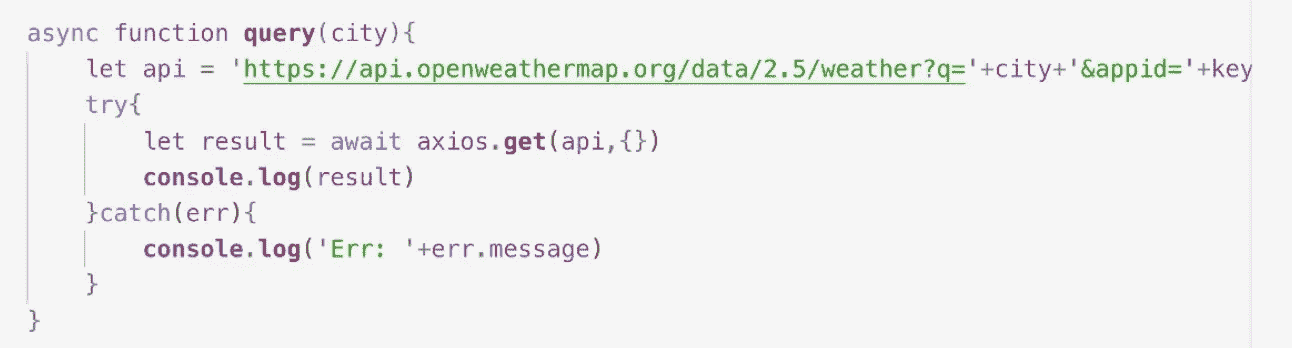 async function query(city){
    let api = 'https://api.openweathermap.org/data/2.5/weather?q='+city+'&appid='+key
    try{
        let result = await axios.get(api,{})
        console.log(result)
    }catch(err){
        console.log('Err: '+err.message)
    }
}